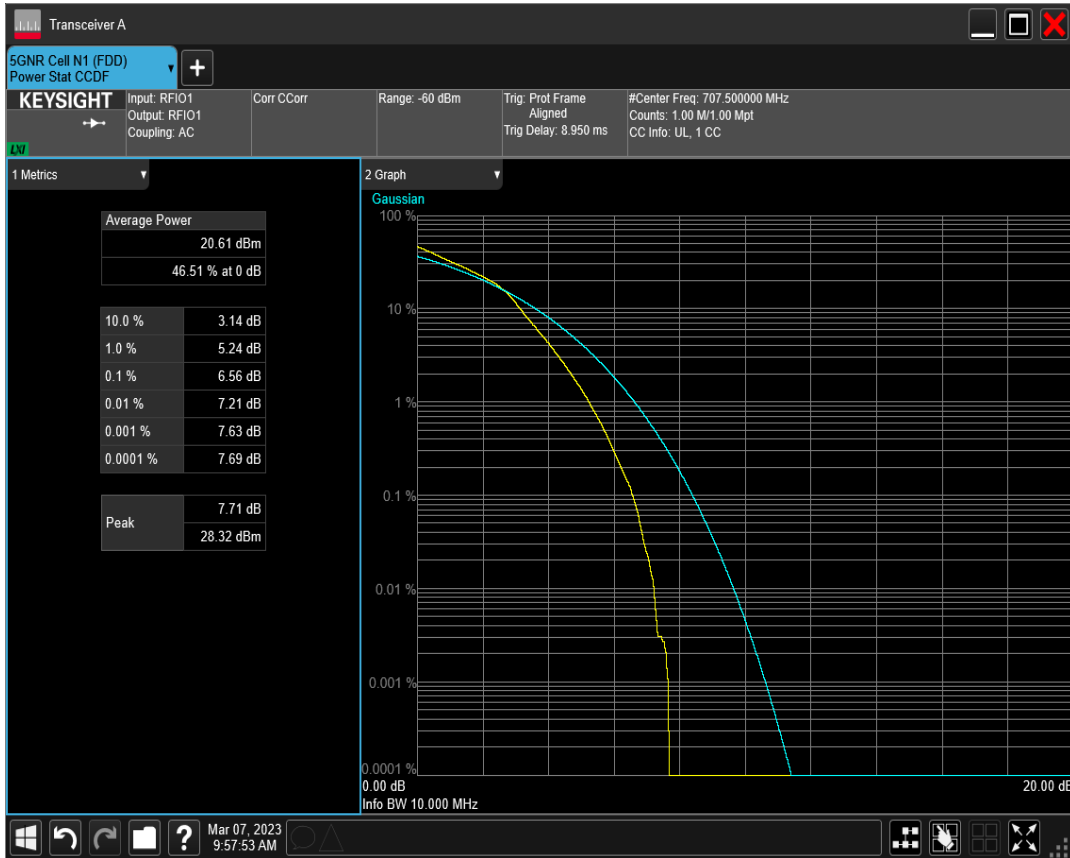 Transceiver A
5GNR Cell N1 (FDD)
Power Stat CCDF
+
KEYSIGHT
LXI
Input: RFIO1
Output: RFIO1
Coupling: AC
Corr CCorr
Range: -60 dBm
Trig: Prot Frame
Aligned
Trig Delay: 8.950 ms
#Center Freq: 707.500000 MHz
Counts: 1.00 M/1.00 Mpt
CC Info: UL, 1 CC
1 Metrics
Average Power
20.61 dBm
46.51 % at 0 dB
10.0 % 3.14 dB
1.0 % 5.24 dB
0.1 % 6.56 dB
0.01 % 7.21 dB
0.001 % 7.63 dB
0.0001 % 7.69 dB
Peak
7.71 dB
28.32 dBm
2 Graph
Gaussian
100 %
10 %
1 %
0.1 %
0.01 %
0.001 %
0.0001 %
0.00 dB 20.00 dB
Info BW 10.000 MHz
?
Mar 07, 2023
9:57:53 AM